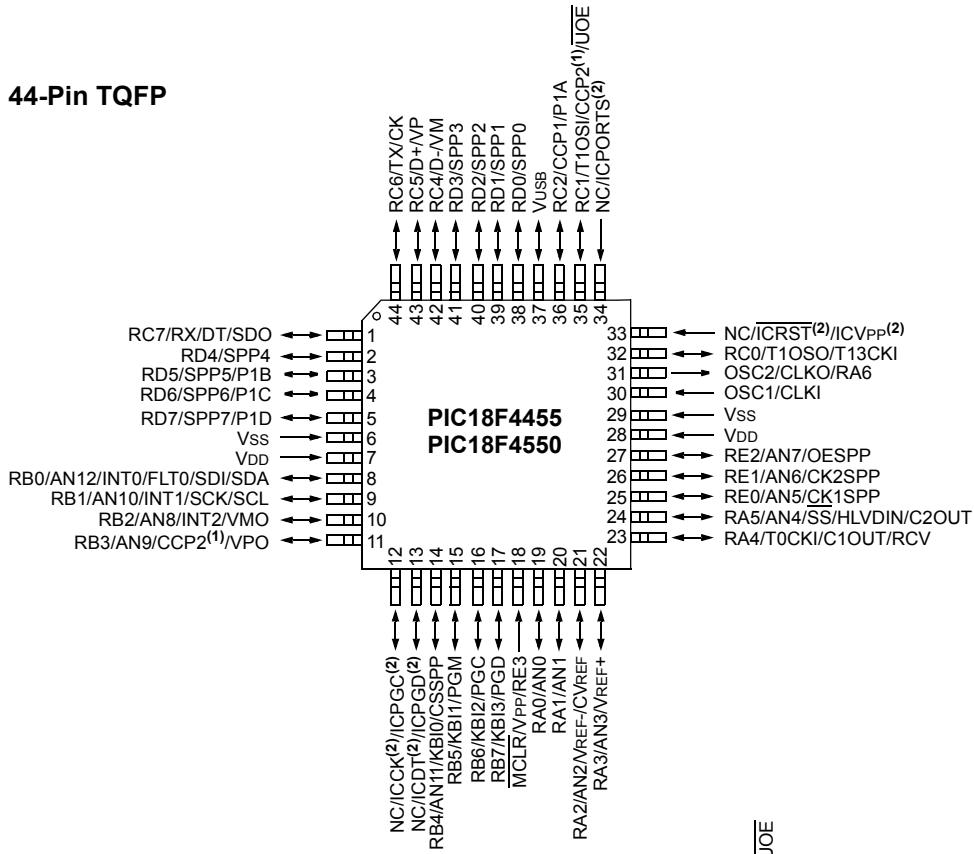 44-Pin TQFP
RC6/TX/CK
RC5/D+/VP
RC4/D-/VM
RD3/SPP3
RD2/SPP2
RD1/SPP1
RD0/SPP0
VUSB
RC2/CCP1/P1A
RC1/T1OSI/CCP2(1)/UOE
NC/ICPORTS(2)
44
43
42
41
40
39
38
37
36
35
34
RC7/RX/DT/SDO
RD4/SPP4
RD5/SPP5/P1B
RD6/SPP6/P1C
RD7/SPP7/P1D
VSS
VDD
RB0/AN12/INT0/FLT0/SDI/SDA
RB1/AN10/INT1/SCK/SCL
RB2/AN8/INT2/VMO
RB3/AN9/CCP2(1)/VPO
1
2
3
4
5
6
7
8
9
10
11
PIC18F4455
PIC18F4550
33
32
31
30
29
28
27
26
25
24
23
NC/ICRST(2)/ICVPP(2)
RC0/T1OSO/T13CKI
OSC2/CLKO/RA6
OSC1/CLKI
VSS
VDD
RE2/AN7/OESPP
RE1/AN6/CK2SPP
RE0/AN5/CK1SPP
RA5/AN4/SS/HLVDIN/C2OUT
RA4/T0CKI/C1OUT/RCV
12
13
14
15
16
17
18
19
20
21
22
NC/ICCK(2)/ICPGC(2)
NC/ICDT(2)/ICPGD(2)
RB4/AN11/KBI0/CSSPP
RB5/KBI1/PGM
RB6/KBI2/PGC
RB7/KBI3/PGD
MCLR/VPP/RE3
RA0/AN0
RA1/AN1
RA2/AN2/VREF-/CVREF
RA3/AN3/VREF+
UOE